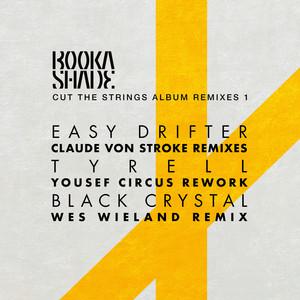 BOOKA
SHADE
CUT THE STRINGS ALBUM REMIXES 1
EASY DRIFTER
CLAUDE VON STROKE REMIXES
TYRELL
YOUSEF CIRCUS REWORK
BLACK CRYSTAL
WES WIELAND REMIX